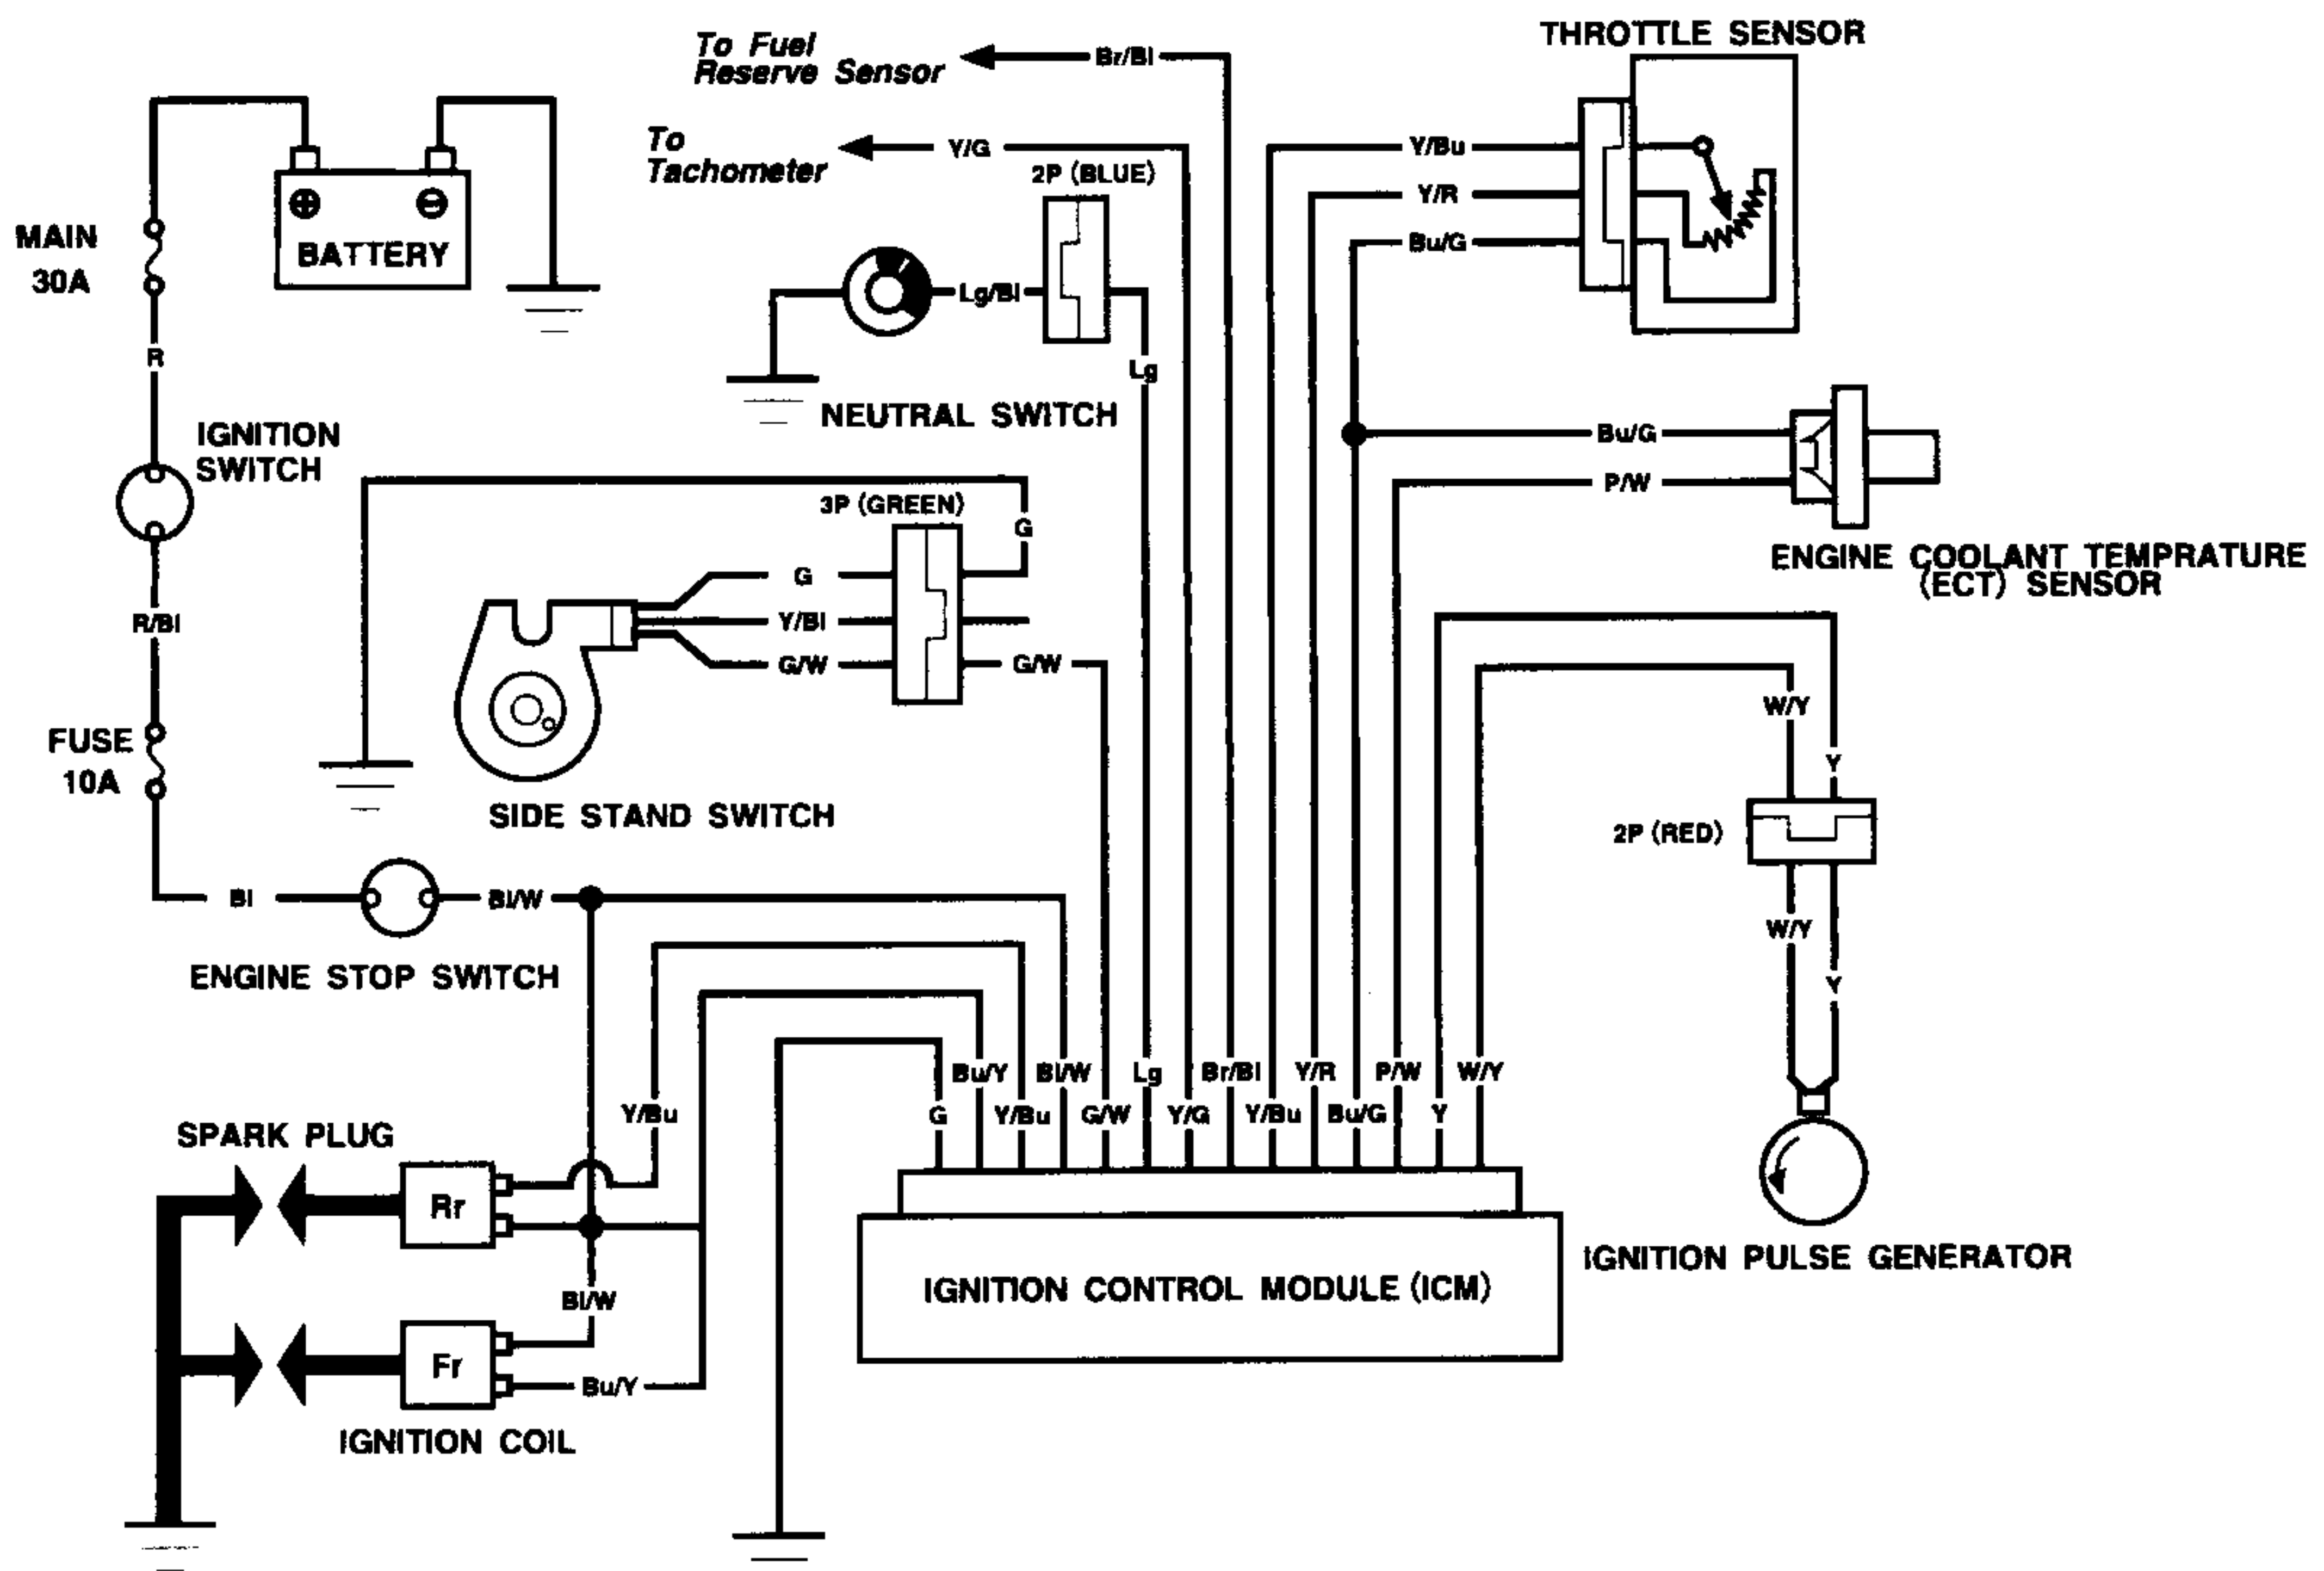 THROTTLE SENSOR
To Fuel
Reserve Sensor
Br/Bl
To
Tachometer
Y/G
2P (BLUE)
Y/Bu
Y/R
Bu/G
MAIN
30A
⊕
⊖
BATTERY
Lg/Bl
R
Lg
NEUTRAL SWITCH
IGNITION
SWITCH
Bu/G
P/W
3P (GREEN)
G
ENGINE COOLANT TEMPRATURE
(ECT) SENSOR
G
R/Bl
Y/Bl
G/W
G/W
W/Y
FUSE
10A
Y
SIDE STAND SWITCH
2P (RED)
Bl
Bl/W
W/Y
ENGINE STOP SWITCH
Y
Bu/Y
Bl/W
Lg
Br/Bl
Y/R
P/W
W/Y
Y/Bu
G
Y/Bu
G/W
Y/G
Y/Bu
Bu/G
Y
SPARK PLUG
Rr
IGNITION PULSE GENERATOR
IGNITION CONTROL MODULE (ICM)
Bl/W
Fr
Bu/Y
IGNITION COIL